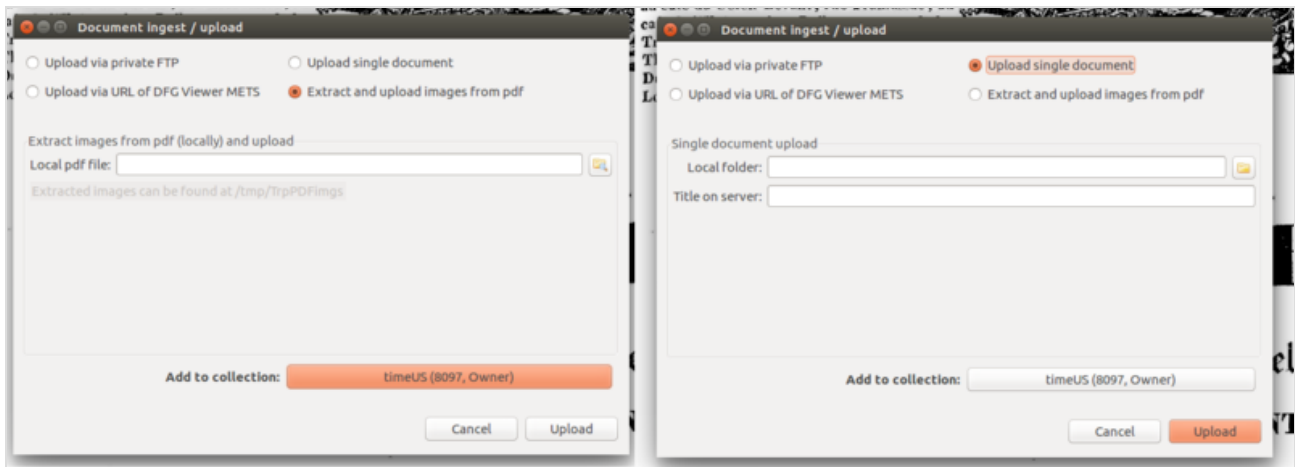 Document ingest / upload
Upload via private FTP
Upload single document
Upload via URL of DFG Viewer METS
Extract and upload images from pdf
Extract images from pdf (locally) and upload
Local pdf file:
Extracted images can be found at /tmp/TrpPDFimgs
Add to collection:
timeUS (8097, Owner)
Cancel
Upload
Document ingest / upload
Upload via private FTP
Upload single document
Upload via URL of DFG Viewer METS
Extract and upload images from pdf
Single document upload
Local folder:
Title on server:
Add to collection:
timeUS (8097, Owner)
Cancel
Upload